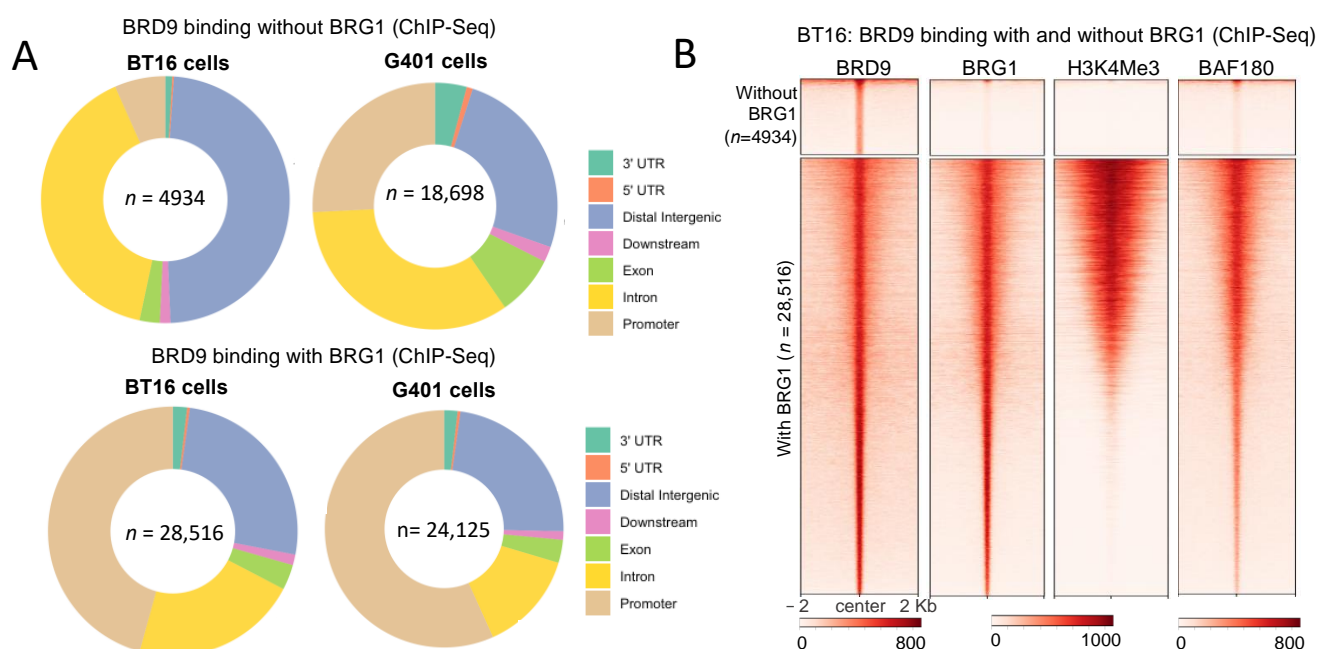 A
BRD9 binding without BRG1 (ChIP-Seq)
BT16 cells
G401 cells
n = 4934
n = 18,698
3' UTR
5' UTR
Distal Intergenic
Downstream
Exon
Intron
Promoter
BRD9 binding with BRG1 (ChIP-Seq)
BT16 cells
G401 cells
n = 28,516
n= 24,125
3' UTR
5' UTR
Distal Intergenic
Downstream
Exon
Intron
Promoter
B
BT16: BRD9 binding with and without BRG1 (ChIP-Seq)
BRD9 BRG1 H3K4Me3 BAF180
Without
BRG1
(n=4934)
With BRG1 (n = 28,516)
– 2 center 2 Kb
0 800
0 1000
0 800